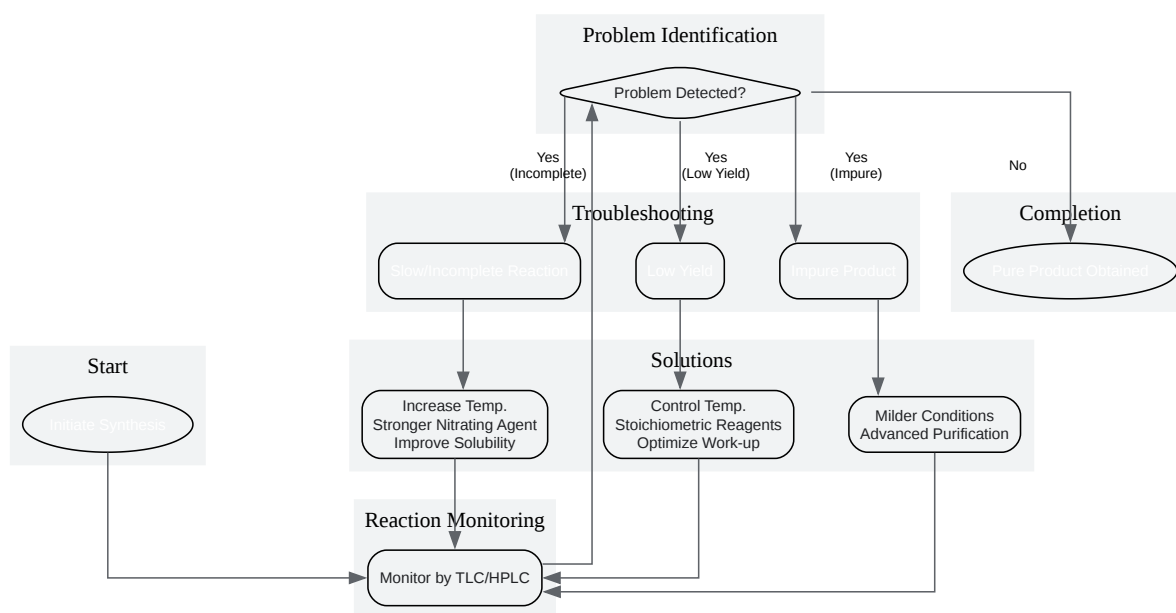 Problem Identification
Problem Detected?
Yes
(Incomplete)
Yes
(Low Yield)
Yes
(Impure)
No
Troubleshooting
Completion
Slow/Incomplete Reaction
Low Yield
Impure Product
Pure Product Obtained
Solutions
Start
Increase Temp.
Stronger Nitrating Agent
Improve Solubility
Control Temp.
Stoichiometric Reagents
Optimize Work-up
Milder Conditions
Advanced Purification
Initiate Synthesis
Reaction Monitoring
Monitor by TLC/HPLC